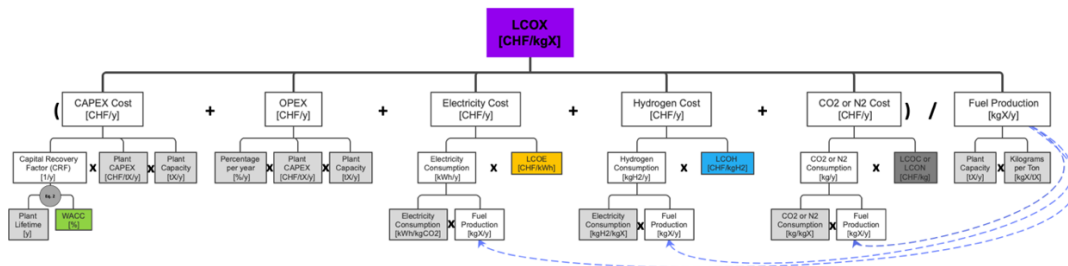 LCOX
[CHF/kgX]
(
CAPEX Cost
[CHF/y]
+
OPEX
[CHF/y]
+
Electricity Cost
[CHF/y]
+
Hydrogen Cost
[CHF/y]
+
CO2 or N2 Cost
[CHF/y]
)
/
Fuel Production
[kgX/y]
Capital Recovery
Factor (CRF)
[1/y]
x
Plant
CAPEX
[CHF/tX/y]
x
Plant
Capacity
[tX/y]
Percentage
per year
[%/y]
x
Plant
CAPEX
[CHF/tX/y]
x
Plant
Capacity
[tX/y]
Electricity
Consumption
[kWh/y]
x
LCOE
[CHF/kWh]
Hydrogen
Consumption
[kgH2/y]
x
LCOH
[CHF/kgH2]
CO2 or N2
Consumption
[kg/y]
x
LCOC or
LCON
[CHF/kg]
Plant
Capacity
[tX/y]
x
Kilograms
per Ton
[kgX/tX]
Plant
Lifetime
[y]
WACC
[%]
Electricity
Consumption
[kWh/kgCO2]
x
Fuel
Production
[kgX/y]
Electricity
Consumption
[kgH2/kgX]
x
Fuel
Production
[kgX/y]
CO2 or N2
Consumption
[kg/kgX]
x
Fuel
Production
[kgX/y]